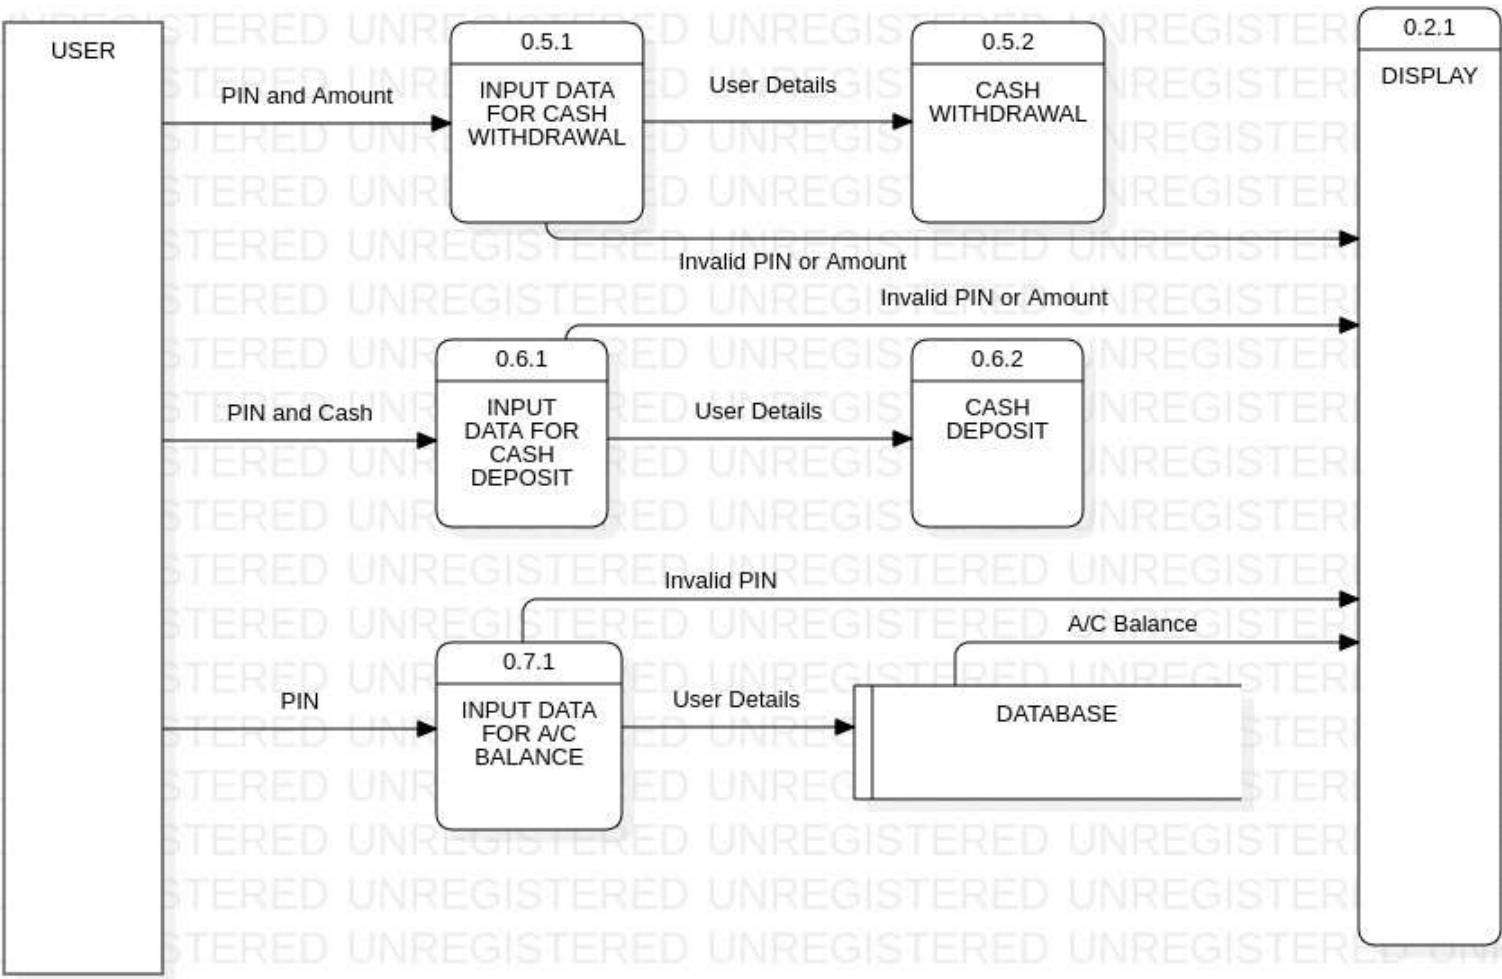 USER
PIN and Amount
0.5.1
INPUT DATA
FOR CASH
WITHDRAWAL
User Details
0.5.2
CASH
WITHDRAWAL
0.2.1
DISPLAY
Invalid PIN or Amount
Invalid PIN or Amount
PIN and Cash
0.6.1
INPUT
DATA FOR
CASH
DEPOSIT
User Details
0.6.2
CASH
DEPOSIT
Invalid PIN
A/C Balance
PIN
0.7.1
INPUT DATA
FOR A/C
BALANCE
User Details
DATABASE
UNREGISTERED